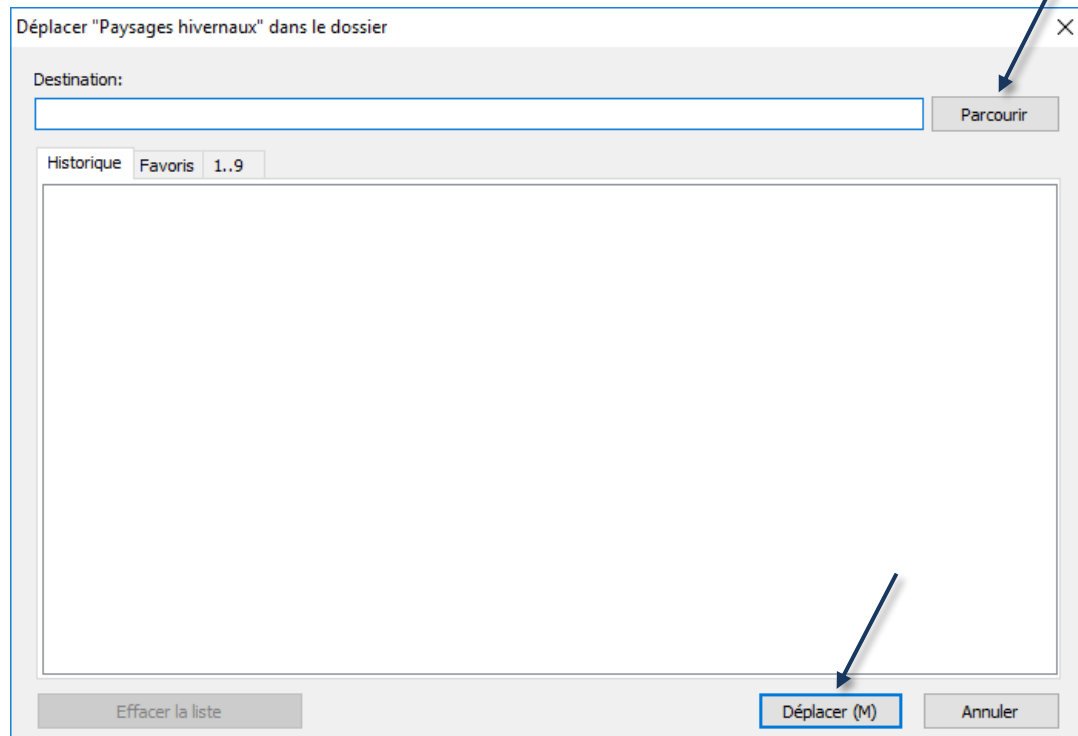 Déplacer "Paysages hivernaux" dans le dossier
Destination:
Parcourir
Historique Favoris 1..9
Effacer la liste Déplacer (M) Annuler